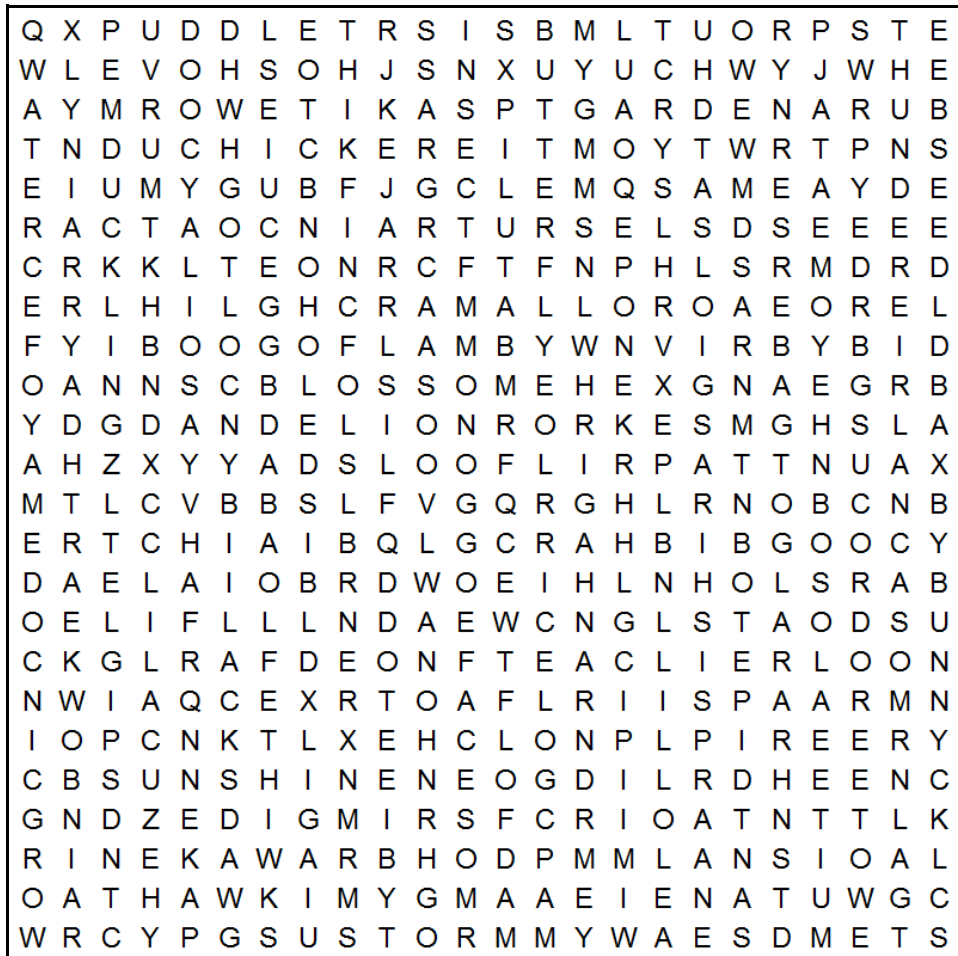 Q X P U D D L E T R S I S B M L T U O R P S T E
W L E V O H S O H J S N X U Y U C H W Y J W H E
A Y M R O W E T I K A S P T G A R D E N A R U B
T N D U C H I C K E R E I T M O Y T W R T P N S
E I U M Y G U B F J G C L E M Q S A M E A Y D E
R A C T A O C N I A R T U R S E L S D S E E E E
C R K K L T E O N R C F T F N P H L S R M D R D
E R L H I L G H C R A M A L L O R O A E O R E L
F Y I B O O G O F L A M B Y W N V I R B Y B I D
O A N N S C B L O S S O M E H E X G N A E G R B
Y D G D A N D E L I O N R O R K E S M G H S L A
A H Z X Y Y A D S L O O F L I R P A T T N U A X
M T L C V B B S L F V G Q R G H L R N O B C N B
E R T C H I A I B Q L G C R A H B I B G O O C Y
D A E L A I O B R D W O E I H L N H O L S R A B
O E L I F L L L N D A E W C N G L S T A O D S U
C K G L R A F D E O N F T E A C L I E R L O O N
N W I A Q C E X R T O A F L R I I S P A A R M N
I O P C N K T L X E H C L O N P L P I R E E R Y
C B S U N S H I N E N E O G D I L R D H E E N C
G N D Z E D I G M I R S F C R I O A T N T T L K
R I N E K A W A R B H O D P M M L A N S I O A L
O A T H A W K I M Y G M A A E I E N A T U W G C
W R C Y P G S U S T O R M M Y W A E S D M E T S